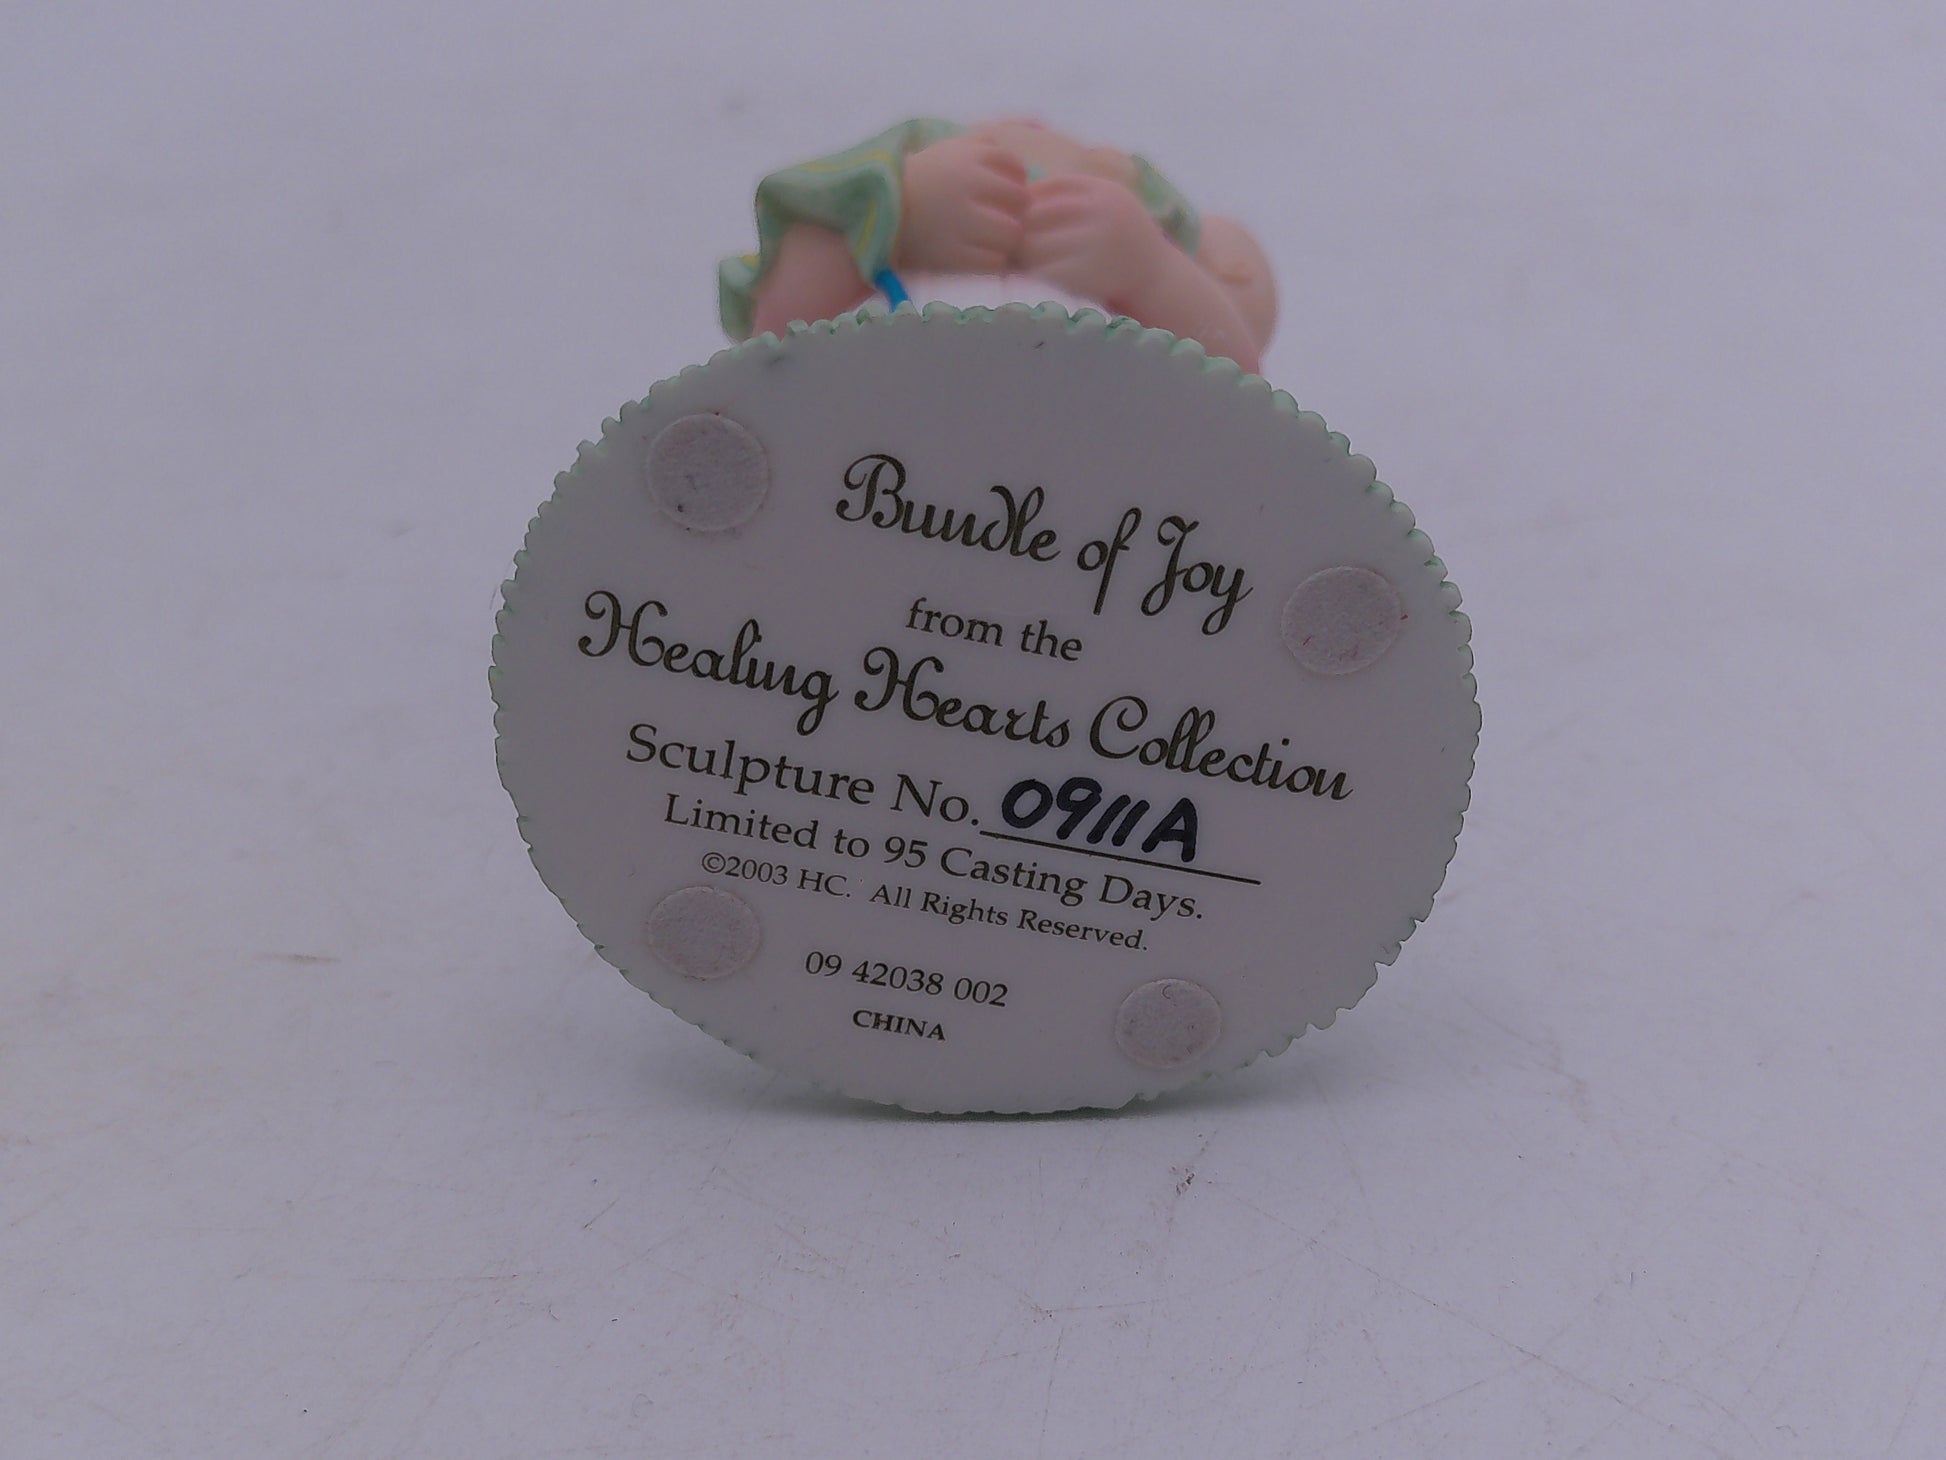 Bundle of Joy
from the
Healing Hearts Collection
Sculpture No. 0911A
Limited to 95 Casting Days.
©2003 HC. All Rights Reserved.
09 42038 002
CHINA